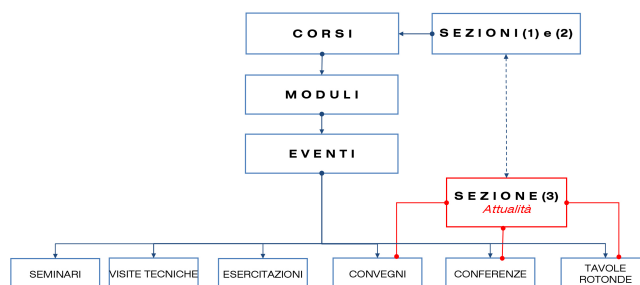 CORSI
SEZIONI (1) e (2)
MODULI
EVENTI
SEZIONE (3)
Attualità
SEMINARI
VISITE TECNICHE
ESERCITAZIONI
CONVEGNI
CONFERENZE
TAVOLE
ROTONDE